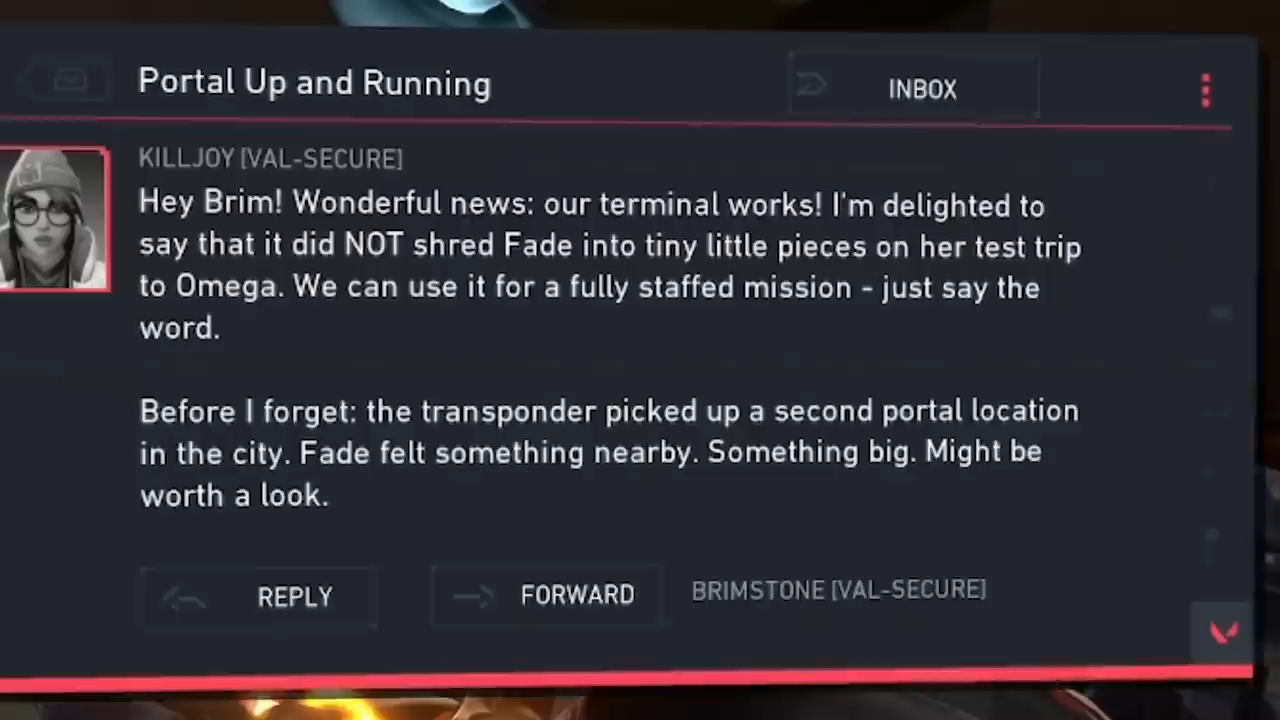 Portal Up and Running
INBOX
KILLJOY [VAL-SECURE]
Hey Brim! Wonderful news: our terminal works! I'm delighted to
say that it did NOT shred Fade into tiny little pieces on her test trip
to Omega. We can use it for a fully staffed mission - just say the
word.
Before I forget: the transponder picked up a second portal location
in the city. Fade felt something nearby. Something big. Might be
worth a look.
REPLY
FORWARD
BRIMSTONE [VAL-SECURE]